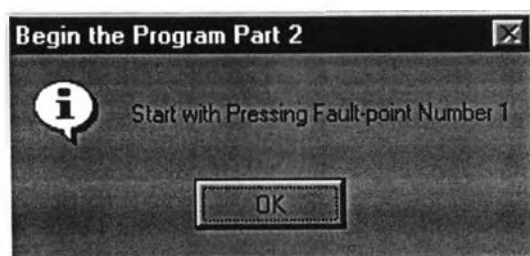 Begin the Program Part 2
Start with Pressing Fault-point Number 1
OK